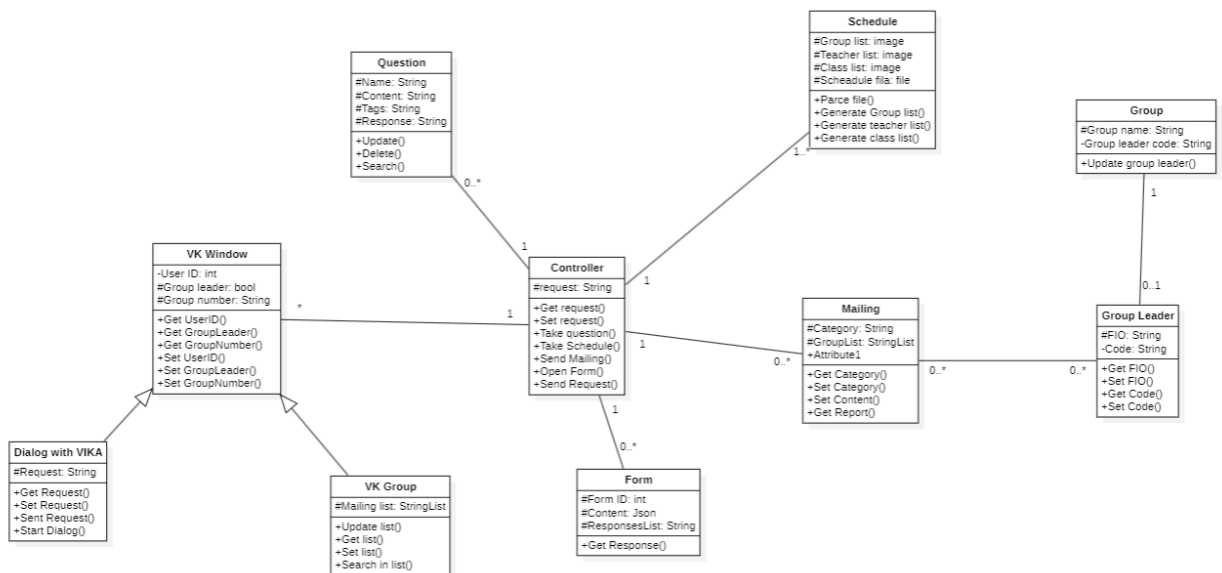 Schedule
#Group list: image
#Teacher list: image
#Class list: image
#Scheadule fila: file
+Parce file()
+Generate Group list()
+Generate teacher list()
+Generate class list()
1..*
Question
#Name: String
#Content: String
#Tags: String
#Response: String
+Update()
+Delete()
+Search()
0..*
1
Group
#Group name: String
-Group leader code: String
+Update group leader()
1
0..1
VK Window
-User ID: int
#Group leader: bool
#Group number: String
+Get UserID()
+Get GroupLeader()
+Get GroupNumber()
+Set UserID()
+Set GroupLeader()
+Set GroupNumber()
*
1
Controller
#request: String
+Get request()
+Set request()
+Take question()
+Take Schedule()
+Send Mailing()
+Open Form()
+Send Request()
1
1
0..*
1
0..*
Mailing
#Category: String
#GroupList: StringList
+Attribute1
+Get Category()
+Set Category()
+Set Content()
+Get Report()
0..*
0..*
Group Leader
#FIO: String
-Code: String
+Get FIO()
+Set FIO()
+Get Code()
+Set Code()
Dialog with VIKA
#Request: String
+Get Request()
+Set Request()
+Sent Request()
+Start Dialog()
VK Group
#Mailing list: StringList
+Update list()
+Get list()
+Set list()
+Search in list()
Form
#Form ID: int
#Content: Json
#ResponsesList: String
+Get Response()